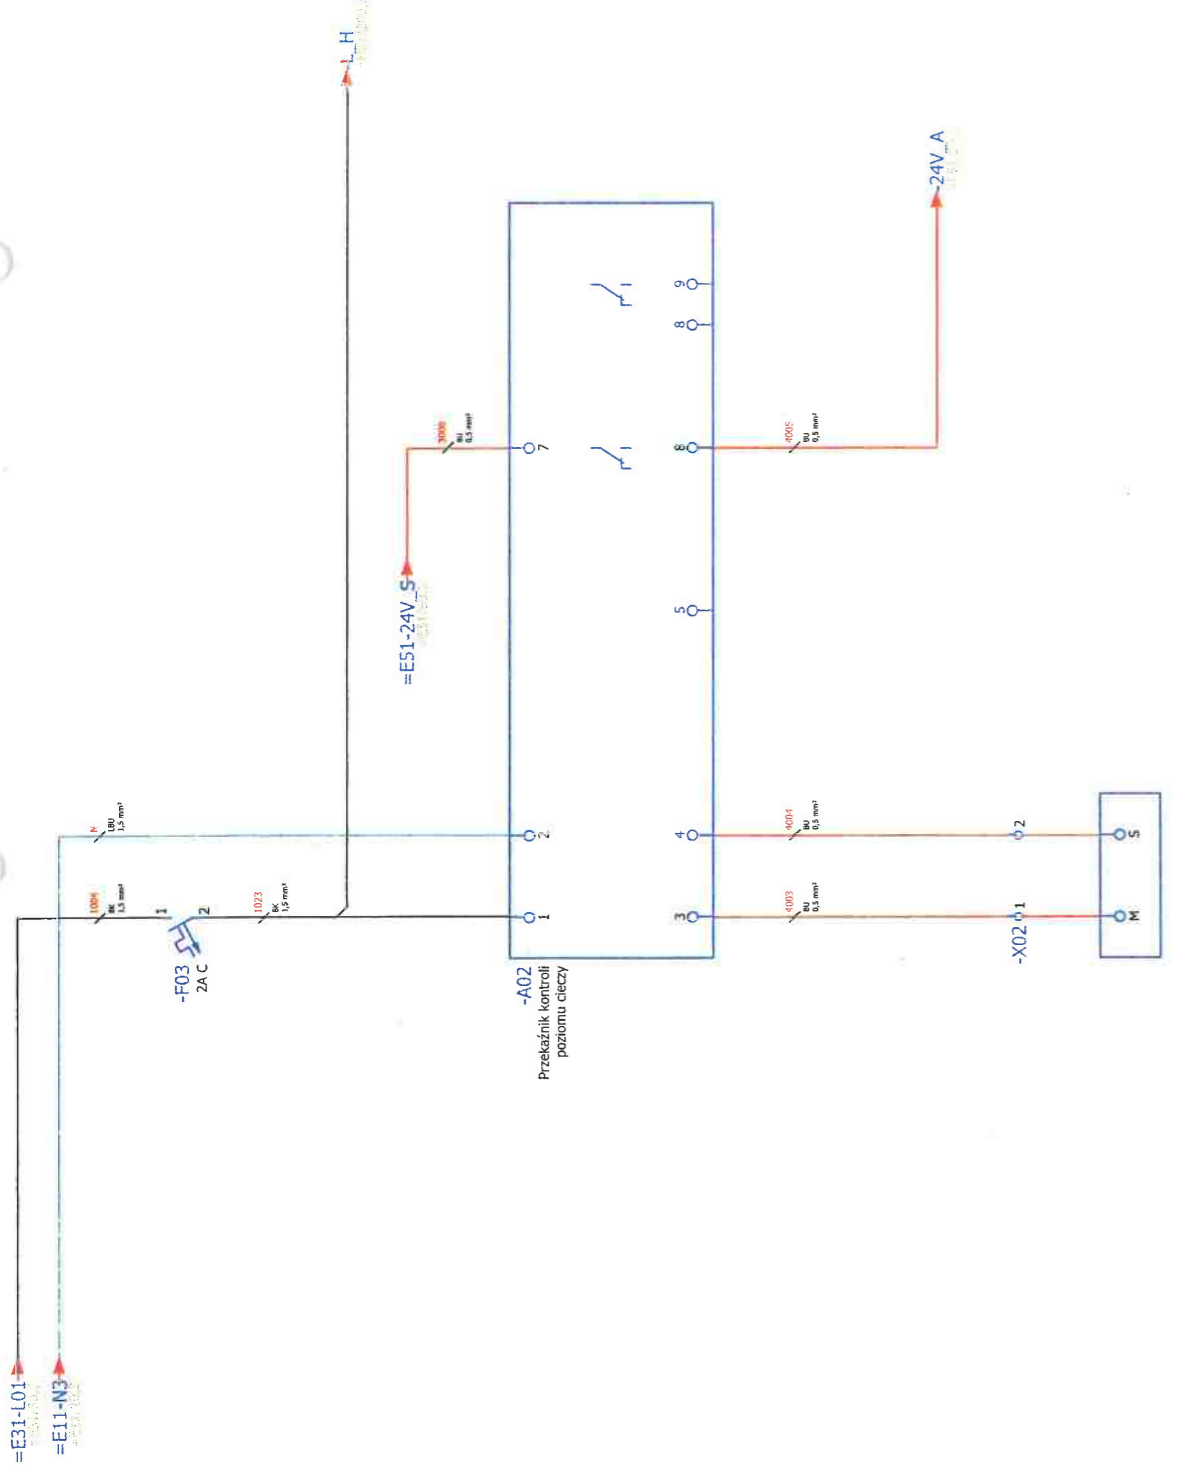 =E31-L01
=E11-N3
1004
BK
1,5 mm²
N
LBU
1,5 mm²
-F03
2A C
1
2
1023
BK
1,5 mm²
L_H
=E51-24V_S
3006
BU
0,5 mm²
-A02
Przekaźnik kontroli
poziomu cieczy
1
2
7
3
4
5
8
9
4003
BU
0,5 mm²
4004
BU
0,5 mm²
4005
BU
0,5 mm²
-24V_A
-X02
1
2
M
S